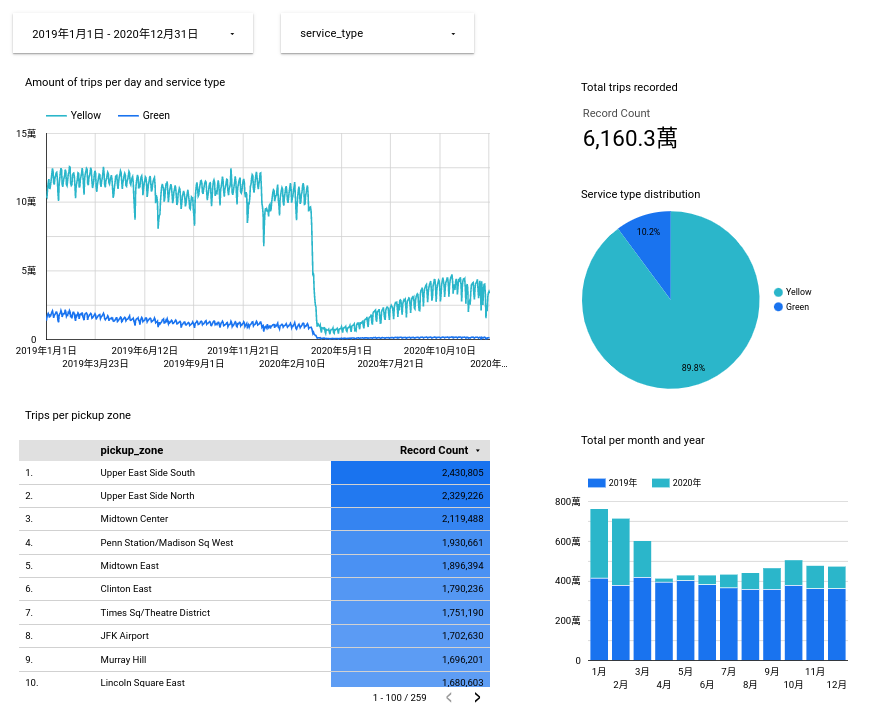 2019年1月1日 - 2020年12月31日
service_type
Amount of trips per day and service type
Yellow
Green
15萬
10萬
5萬
0
2019年1月1日
2019年3月23日
2019年6月12日
2019年9月1日
2019年11月21日
2020年2月10日
2020年5月1日
2020年7月21日
2020年10月10日
2020年...
Total trips recorded
Record Count
6,160.3萬
Service type distribution
10.2%
89.8%
Yellow
Green
Trips per pickup zone
pickup_zone Record Count
1. Upper East Side South 2,430,805
2. Upper East Side North 2,329,226
3. Midtown Center 2,119,488
4. Penn Station/Madison Sq West 1,930,661
5. Midtown East 1,896,394
6. Clinton East 1,790,236
7. Times Sq/Theatre District 1,751,190
8. JFK Airport 1,702,630
9. Murray Hill 1,696,201
10. Lincoln Square East 1,680,603
1 - 100 / 259
Total per month and year
2019年
2020年
800萬
600萬
400萬
200萬
0
1月
2月
3月
4月
5月
6月
7月
8月
9月
10月
11月
12月